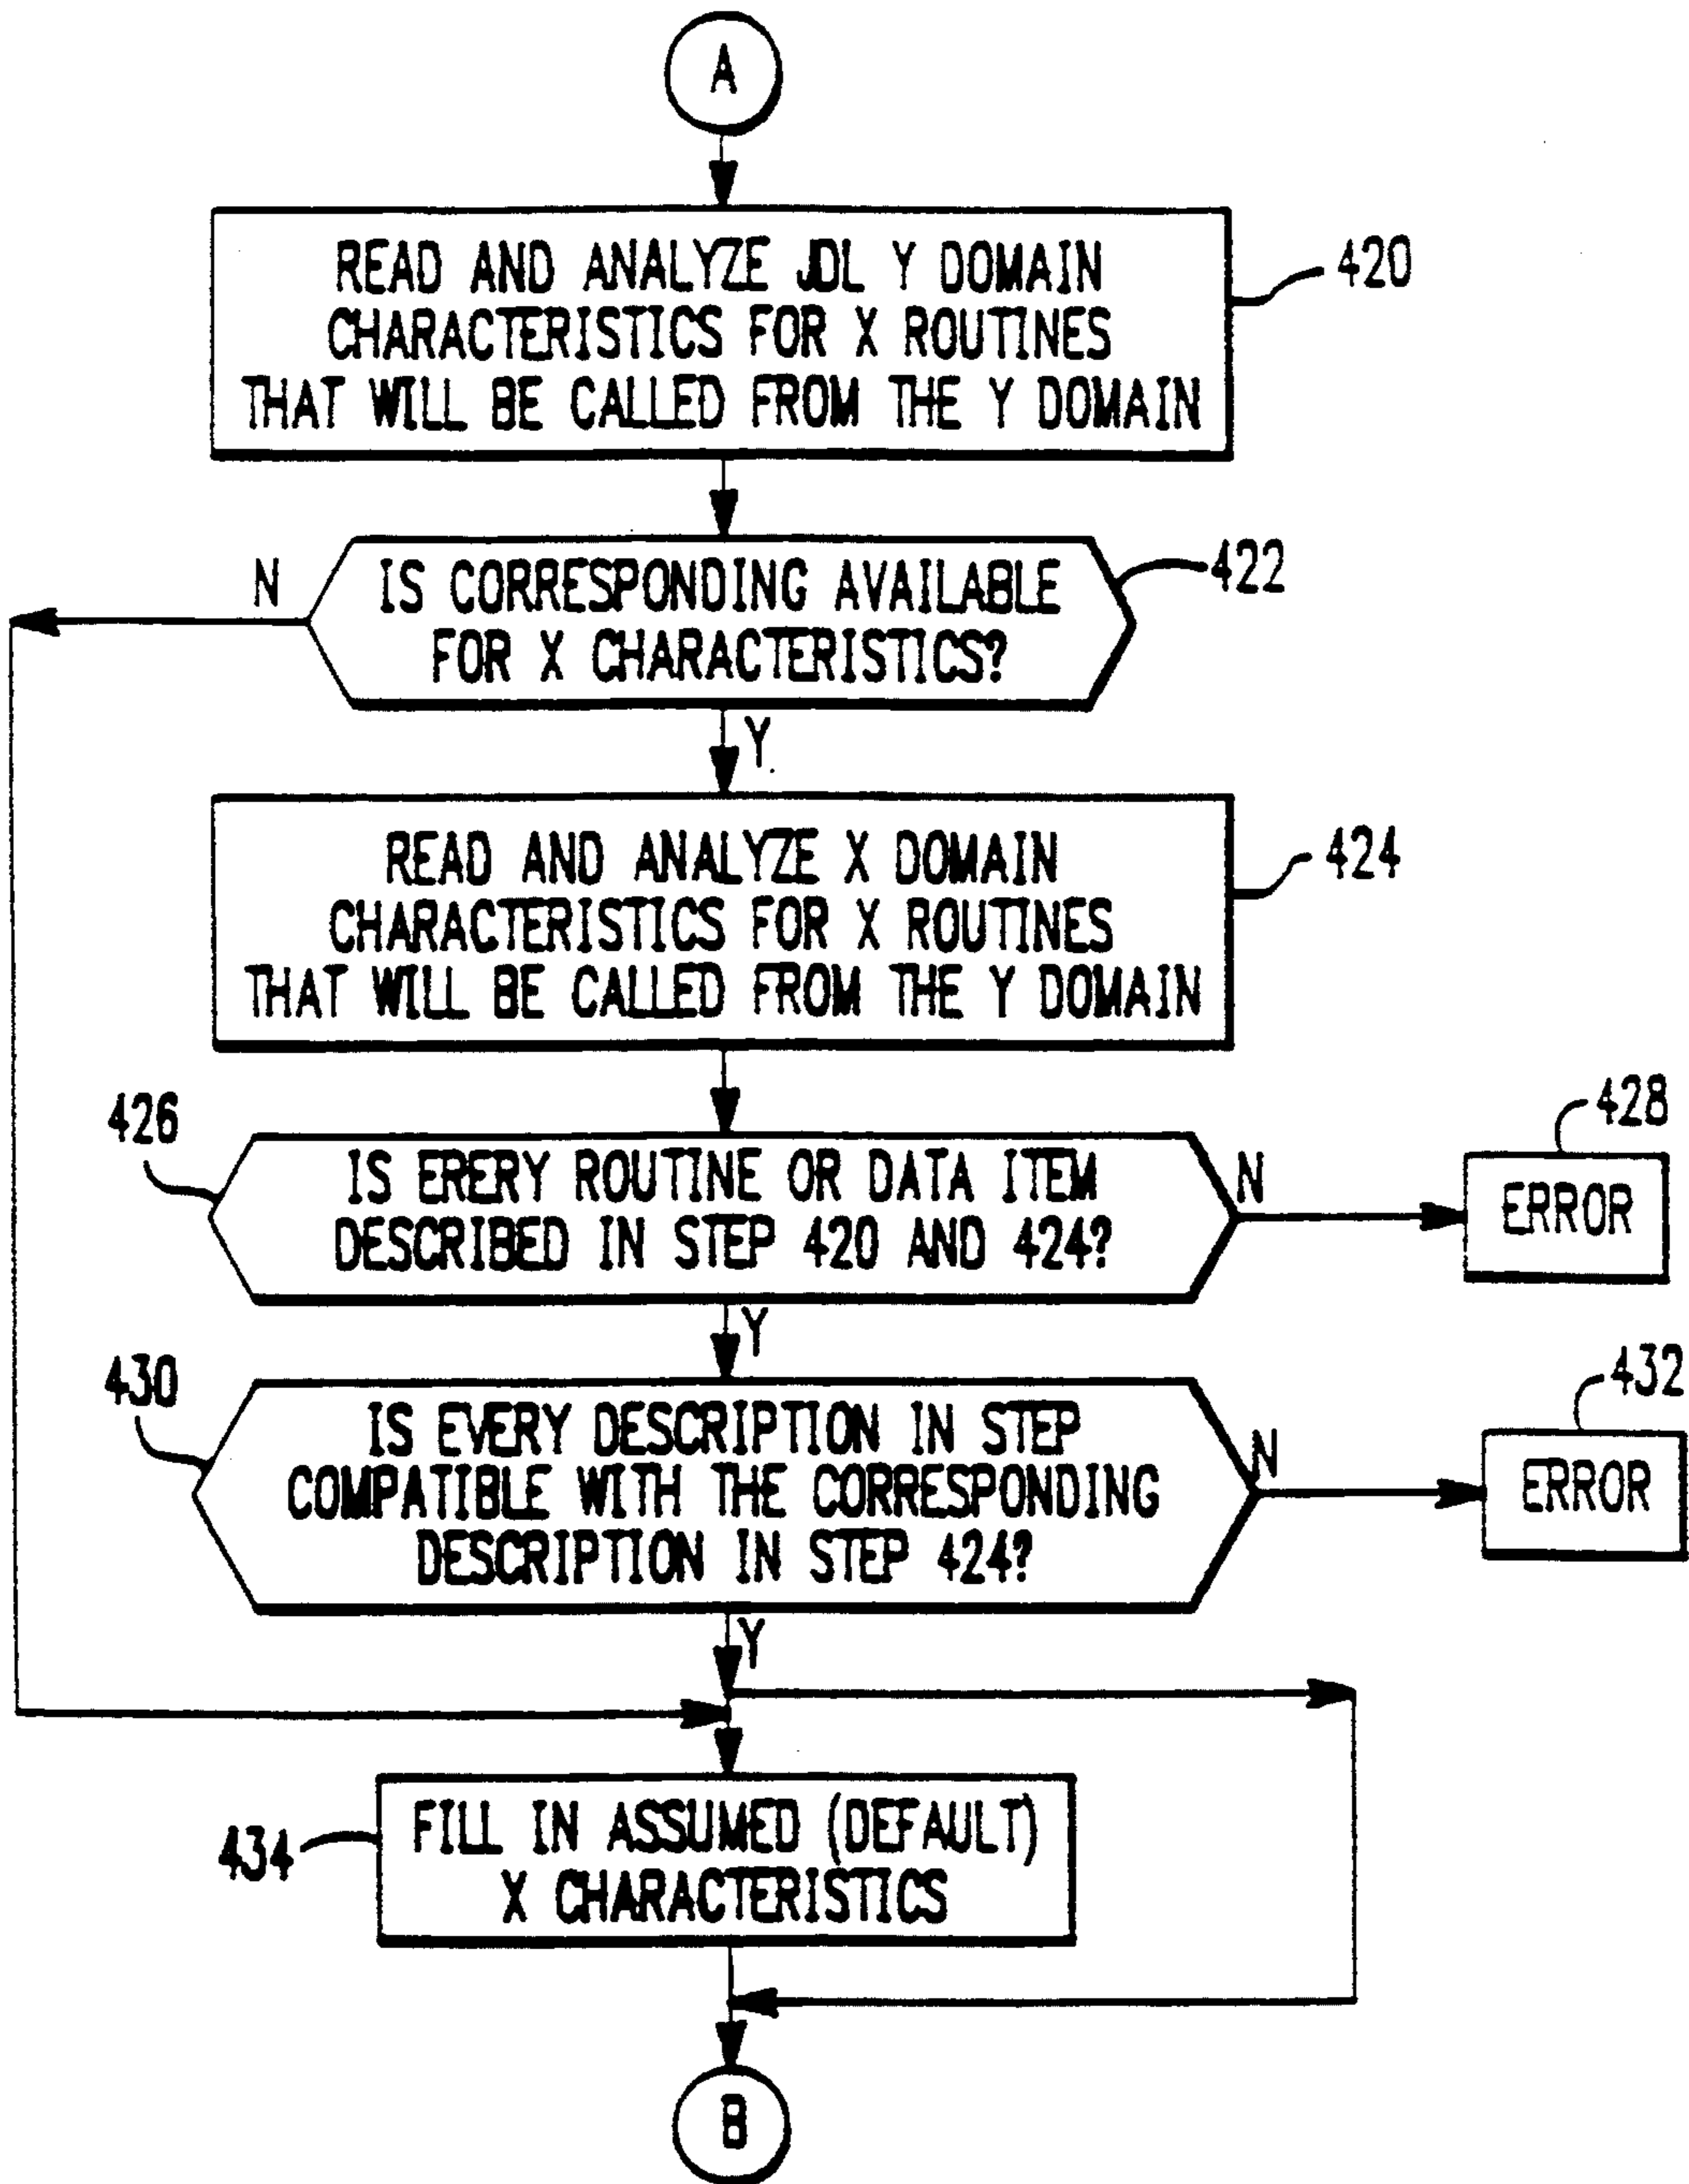 A
READ AND ANALYZE JDL Y DOMAIN
CHARACTERISTICS FOR X ROUTINES
THAT WILL BE CALLED FROM THE Y DOMAIN
420
IS CORRESPONDING AVAILABLE
FOR X CHARACTERISTICS?
422
N
Y
READ AND ANALYZE X DOMAIN
CHARACTERISTICS FOR X ROUTINES
THAT WILL BE CALLED FROM THE Y DOMAIN
424
426
IS ERERY ROUTINE OR DATA ITEM
DESCRIBED IN STEP 420 AND 424?
N
428
ERROR
Y
430
IS EVERY DESCRIPTION IN STEP
COMPATIBLE WITH THE CORRESPONDING
DESCRIPTION IN STEP 424?
N
432
ERROR
Y
434
FILL IN ASSUMED (DEFAULT)
X CHARACTERISTICS
B